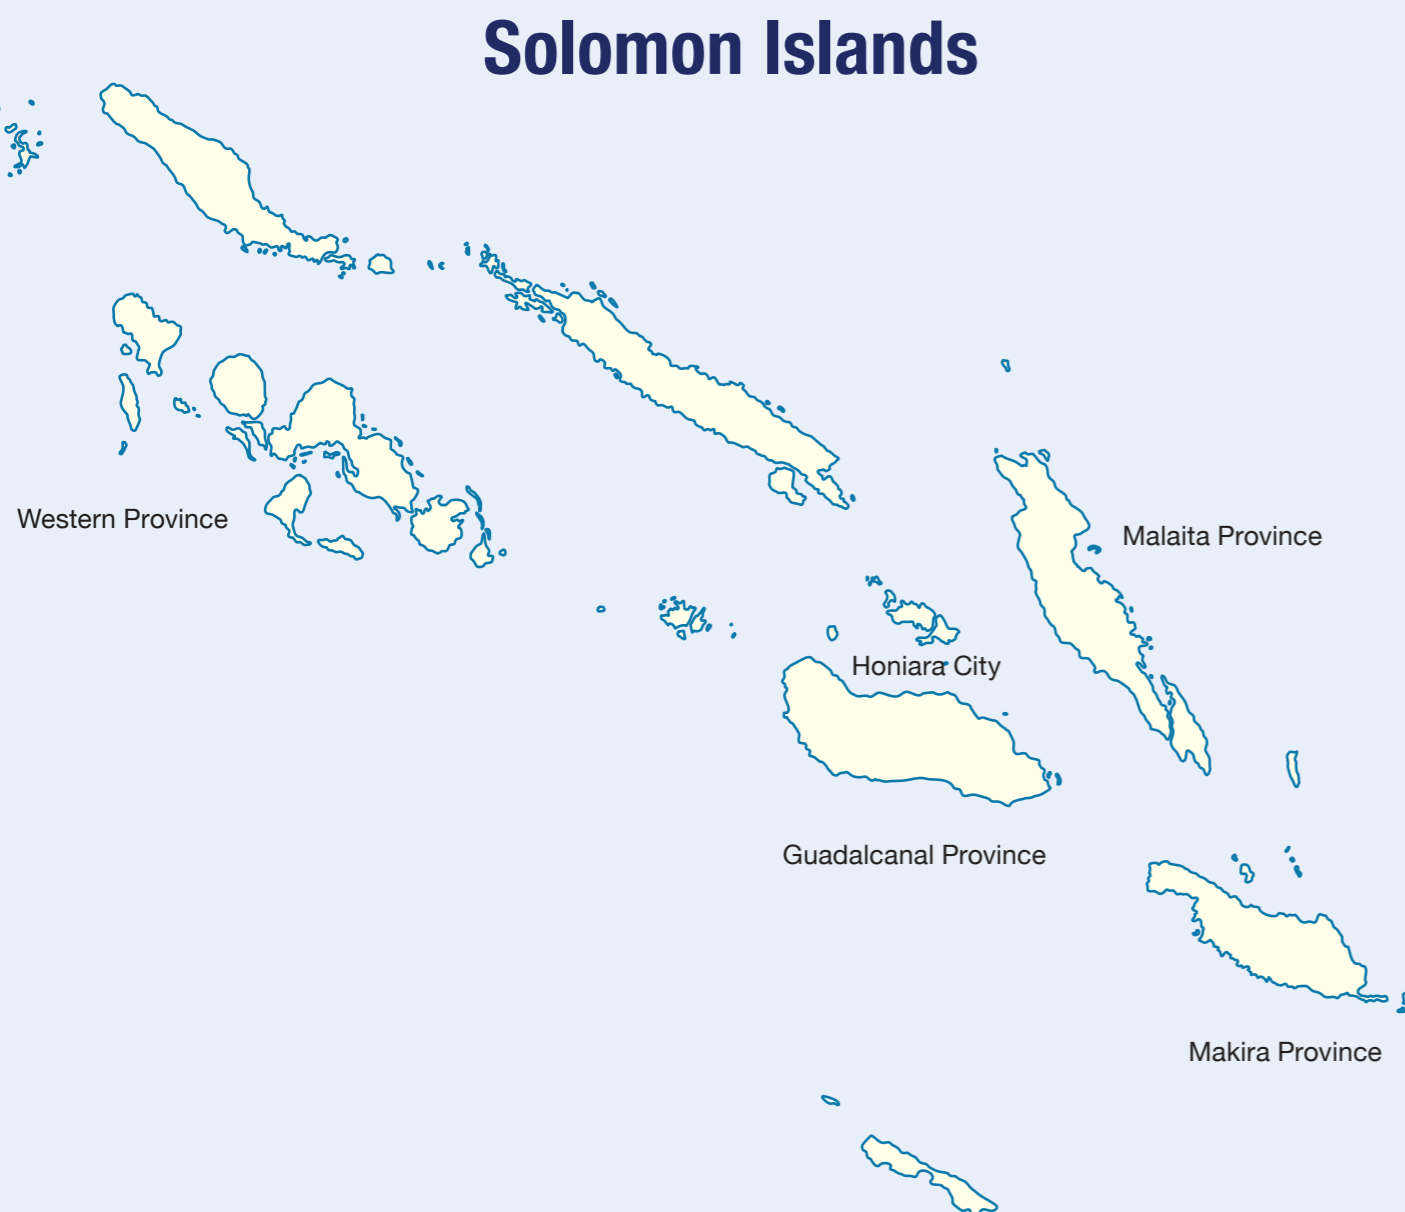 Solomon Islands
Western Province
Malaita Province
Honiara City
Guadalcanal Province
Makira Province